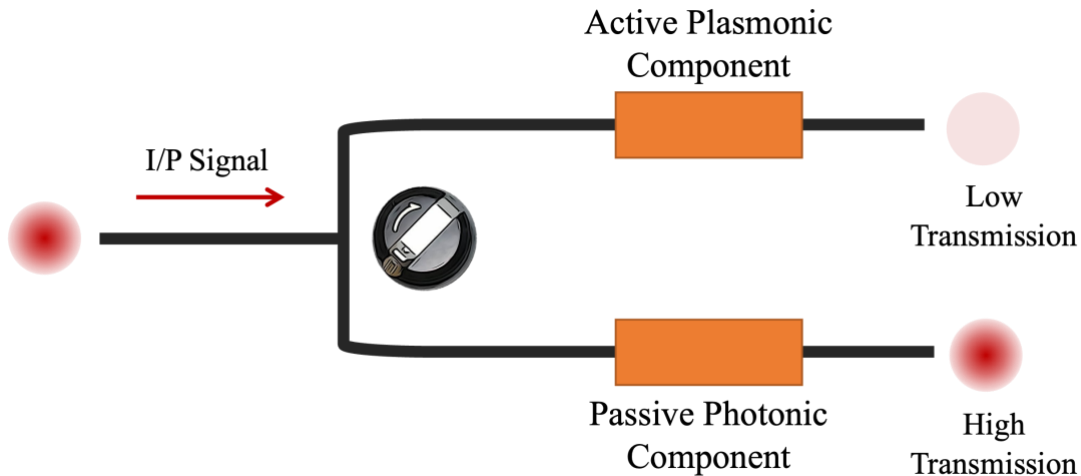 Active Plasmonic
Component
I/P Signal
Low
Transmission
Passive Photonic
Component
High
Transmission